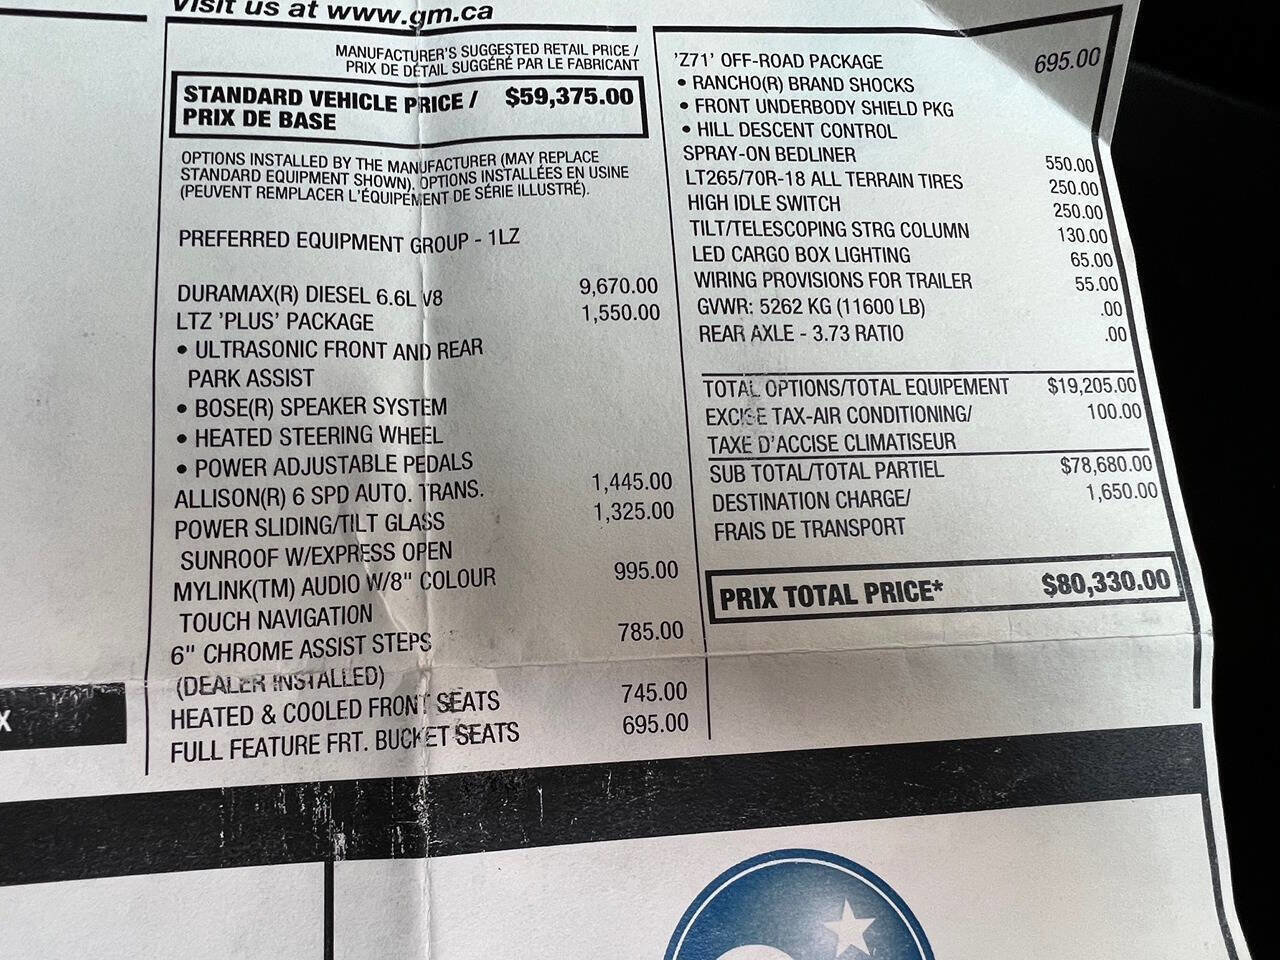 Visit us at www.gm.ca
MANUFACTURER'S SUGGESTED RETAIL PRICE /
PRIX DE DÉTAIL SUGGÉRÉ PAR LE FABRICANT
STANDARD VEHICLE PRICE / $59,375.00
PRIX DE BASE
OPTIONS INSTALLED BY THE MANUFACTURER (MAY REPLACE
STANDARD EQUIPMENT SHOWN). OPTIONS INSTALLÉES EN USINE
(PEUVENT REMPLACER L'ÉQUIPEMENT DE SÉRIE ILLUSTRÉ).
PREFERRED EQUIPMENT GROUP - 1LZ
DURAMAX(R) DIESEL 6.6L V8 9,670.00
LTZ 'PLUS' PACKAGE 1,550.00
• ULTRASONIC FRONT AND REAR
PARK ASSIST
• BOSE(R) SPEAKER SYSTEM
• HEATED STEERING WHEEL
• POWER ADJUSTABLE PEDALS
ALLISON(R) 6 SPD AUTO. TRANS. 1,445.00
POWER SLIDING/TILT GLASS 1,325.00
SUNROOF W/EXPRESS OPEN
MYLINK(TM) AUDIO W/8" COLOUR 995.00
TOUCH NAVIGATION
6" CHROME ASSIST STEPS 785.00
(DEALER INSTALLED)
HEATED & COOLED FRONT SEATS 745.00
FULL FEATURE FRT. BUCKET SEATS 695.00
'Z71' OFF-ROAD PACKAGE 695.00
• RANCHO(R) BRAND SHOCKS
• FRONT UNDERBODY SHIELD PKG
• HILL DESCENT CONTROL
SPRAY-ON BEDLINER 550.00
LT265/70R-18 ALL TERRAIN TIRES 250.00
HIGH IDLE SWITCH 250.00
TILT/TELESCOPING STRG COLUMN 130.00
LED CARGO BOX LIGHTING 65.00
WIRING PROVISIONS FOR TRAILER 55.00
GVWR: 5262 KG (11600 LB) .00
REAR AXLE - 3.73 RATIO .00
TOTAL OPTIONS/TOTAL EQUIPEMENT $19,205.00
EXCISE TAX-AIR CONDITIONING/ 100.00
TAXE D'ACCISE CLIMATISEUR
SUB TOTAL/TOTAL PARTIEL $78,680.00
DESTINATION CHARGE/ 1,650.00
FRAIS DE TRANSPORT
PRIX TOTAL PRICE* $80,330.00
X